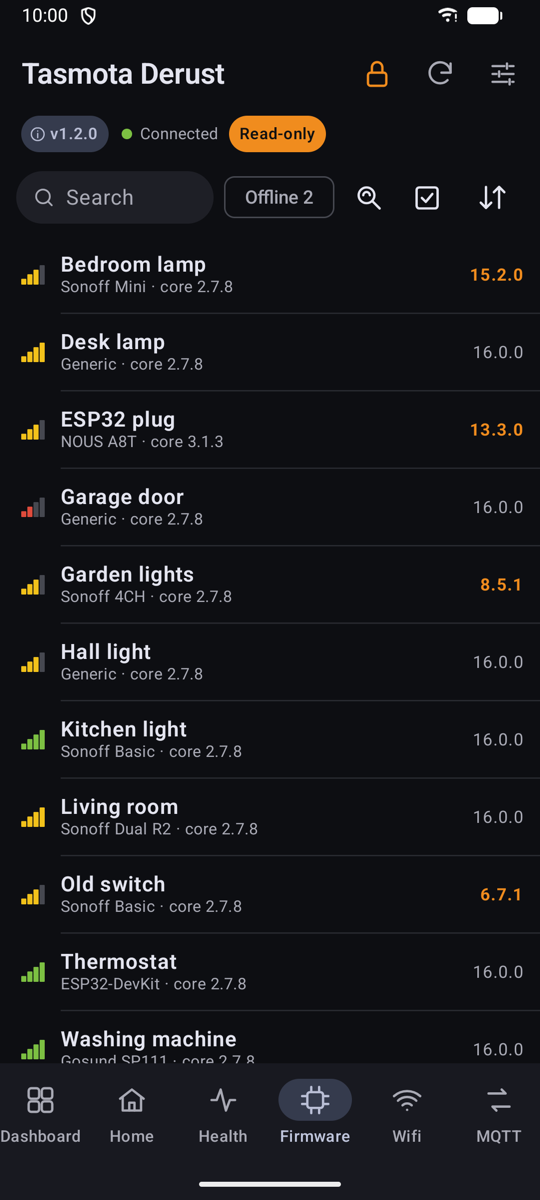 10:00
Tasmota Derust
v1.2.0 Connected Read-only
Search Offline 2
Bedroom lamp 15.2.0
Sonoff Mini · core 2.7.8
Desk lamp 16.0.0
Generic · core 2.7.8
ESP32 plug 13.3.0
NOUS A8T · core 3.1.3
Garage door 16.0.0
Generic · core 2.7.8
Garden lights 8.5.1
Sonoff 4CH · core 2.7.8
Hall light 16.0.0
Generic · core 2.7.8
Kitchen light 16.0.0
Sonoff Basic · core 2.7.8
Living room 16.0.0
Sonoff Dual R2 · core 2.7.8
Old switch 6.7.1
Sonoff Basic · core 2.7.8
Thermostat 16.0.0
ESP32-DevKit · core 2.7.8
Washing machine 16.0.0
Gosund SP111 · core 2.7.8
Dashboard Home Health Firmware Wifi MQTT